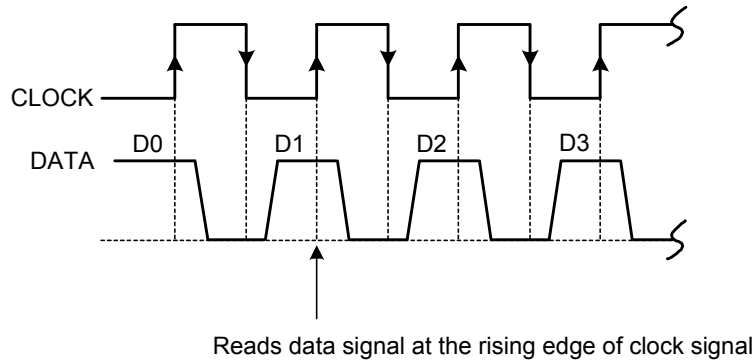 CLOCK
D0 D1 D2 D3
DATA
Reads data signal at the rising edge of clock signal